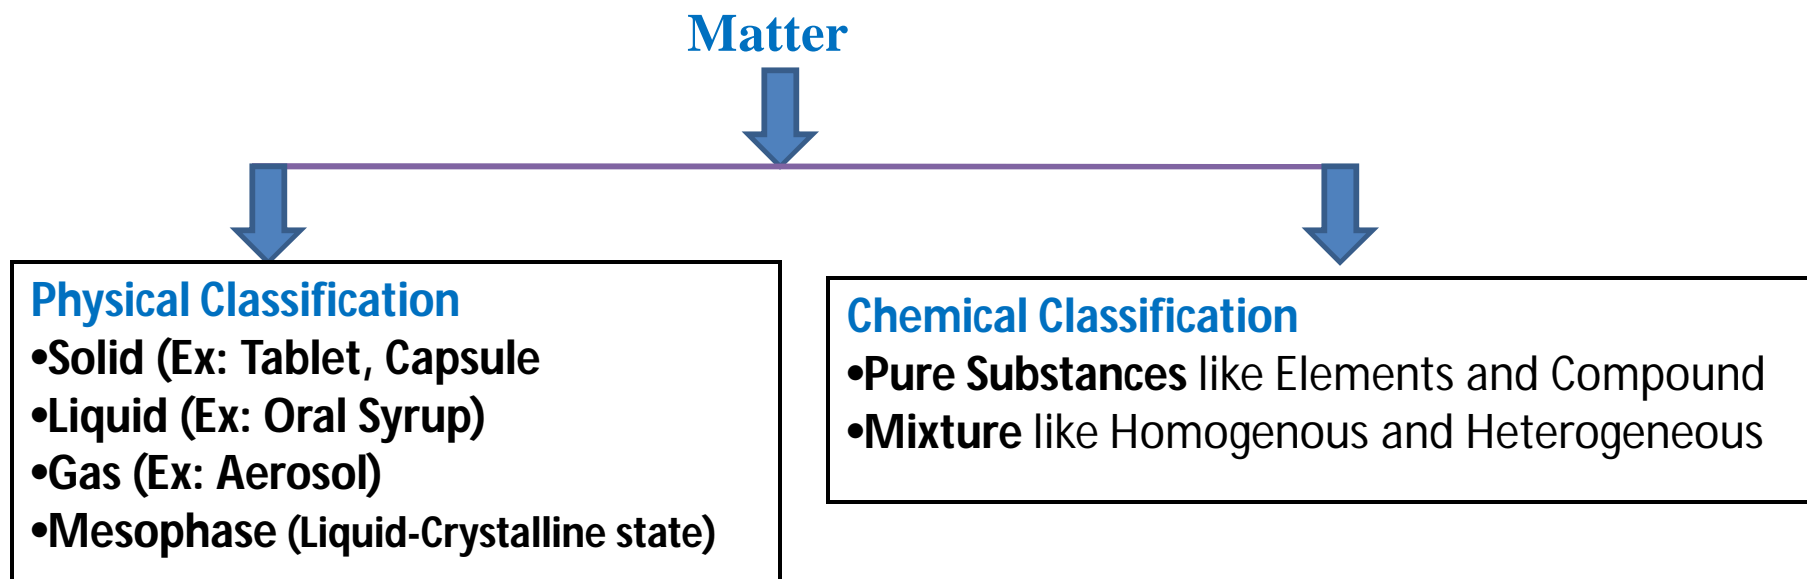 Matter
Physical Classification
•Solid (Ex: Tablet, Capsule
•Liquid (Ex: Oral Syrup)
•Gas (Ex: Aerosol)
•Mesophase (Liquid-Crystalline state)
Chemical Classification
•Pure Substances like Elements and Compound
•Mixture like Homogenous and Heterogeneous